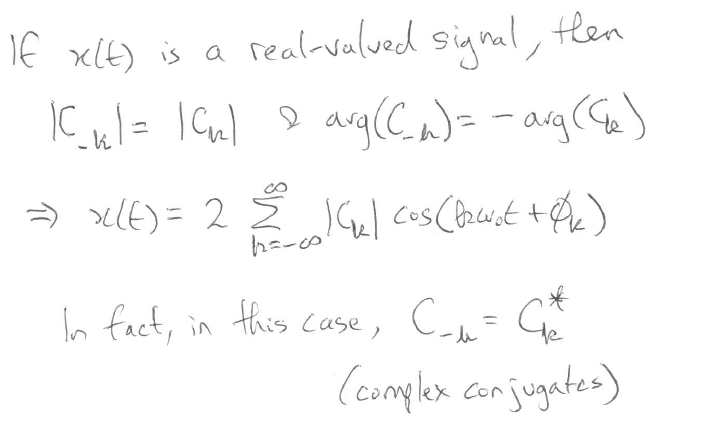 If x(t) is a real-valued signal, then
|C_{-k}| = |C_k| & arg(C_{-k}) = - arg(C_k)
⇒ x(t) = 2 ∑_{k=-∞}^{∞} |C_k| cos(kω₀t + ϕ_k)
In fact, in this case, C_{-k} = C_k^*
(complex conjugates)